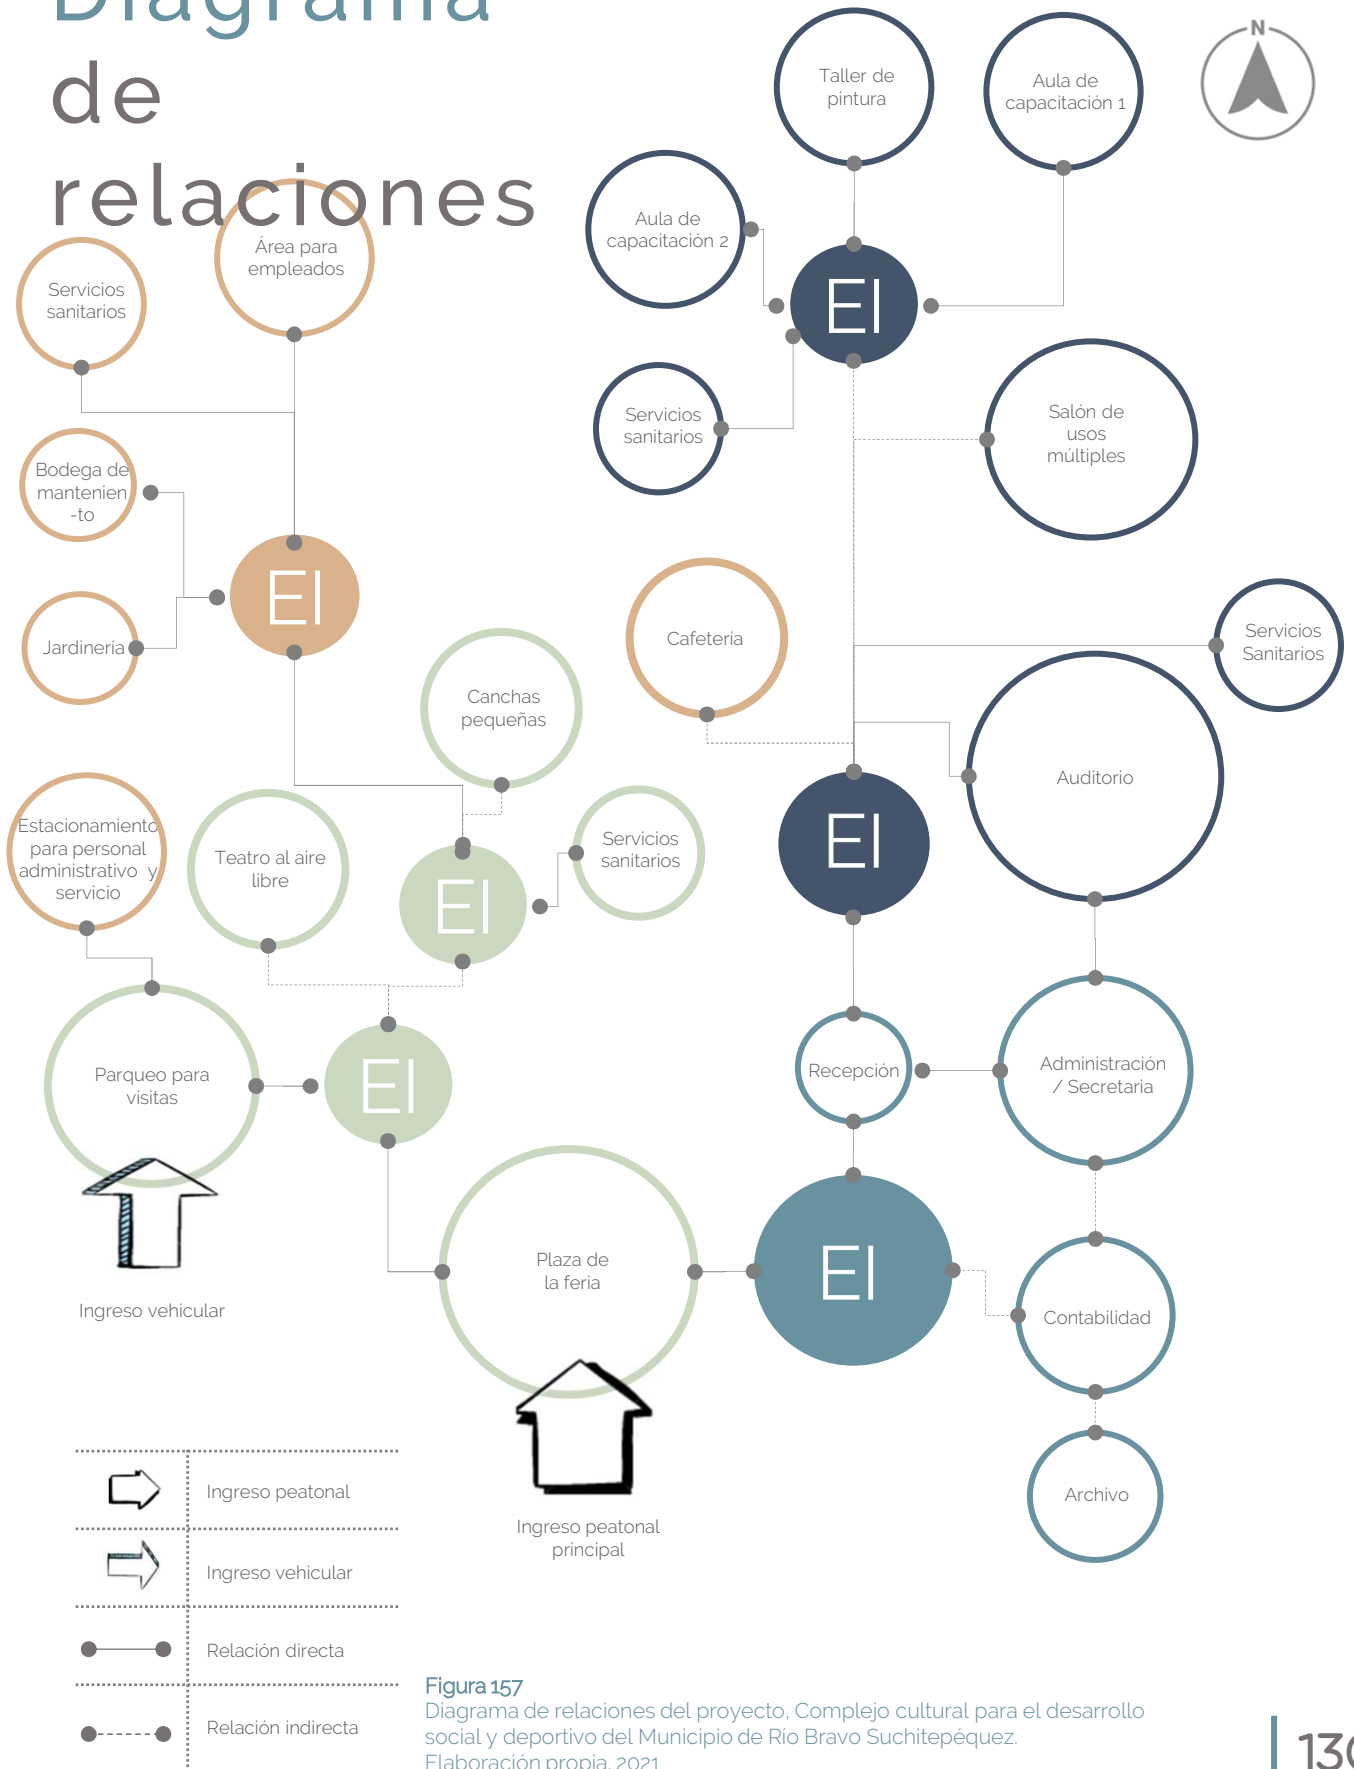 Diagrama
de
relaciones
N
Taller de
pintura
Aula de
capacitación 1
Aula de
capacitación 2
EI
Servicios
sanitarios
Salón de
usos
múltiples
Área para
empleados
Servicios
sanitarios
Bodega de
mantenien
-to
EI
Jardinería
Cafetería
Servicios
Sanitarios
Canchas
pequeñas
Auditorio
EI
Estacionamiento
para personal
administrativo y
servicio
Teatro al aire
libre
Servicios
sanitarios
EI
Parqueo para
visitas
EI
Recepción
Administración
/ Secretaria
Plaza de
la feria
EI
Contabilidad
Ingreso vehicular
Archivo
Ingreso peatonal
principal
Ingreso peatonal
Ingreso vehicular
Relación directa
Relación indirecta
Figura 157
Diagrama de relaciones del proyecto, Complejo cultural para el desarrollo
social y deportivo del Municipio de Río Bravo Suchitepéquez.
Elaboración propia. 2021
130